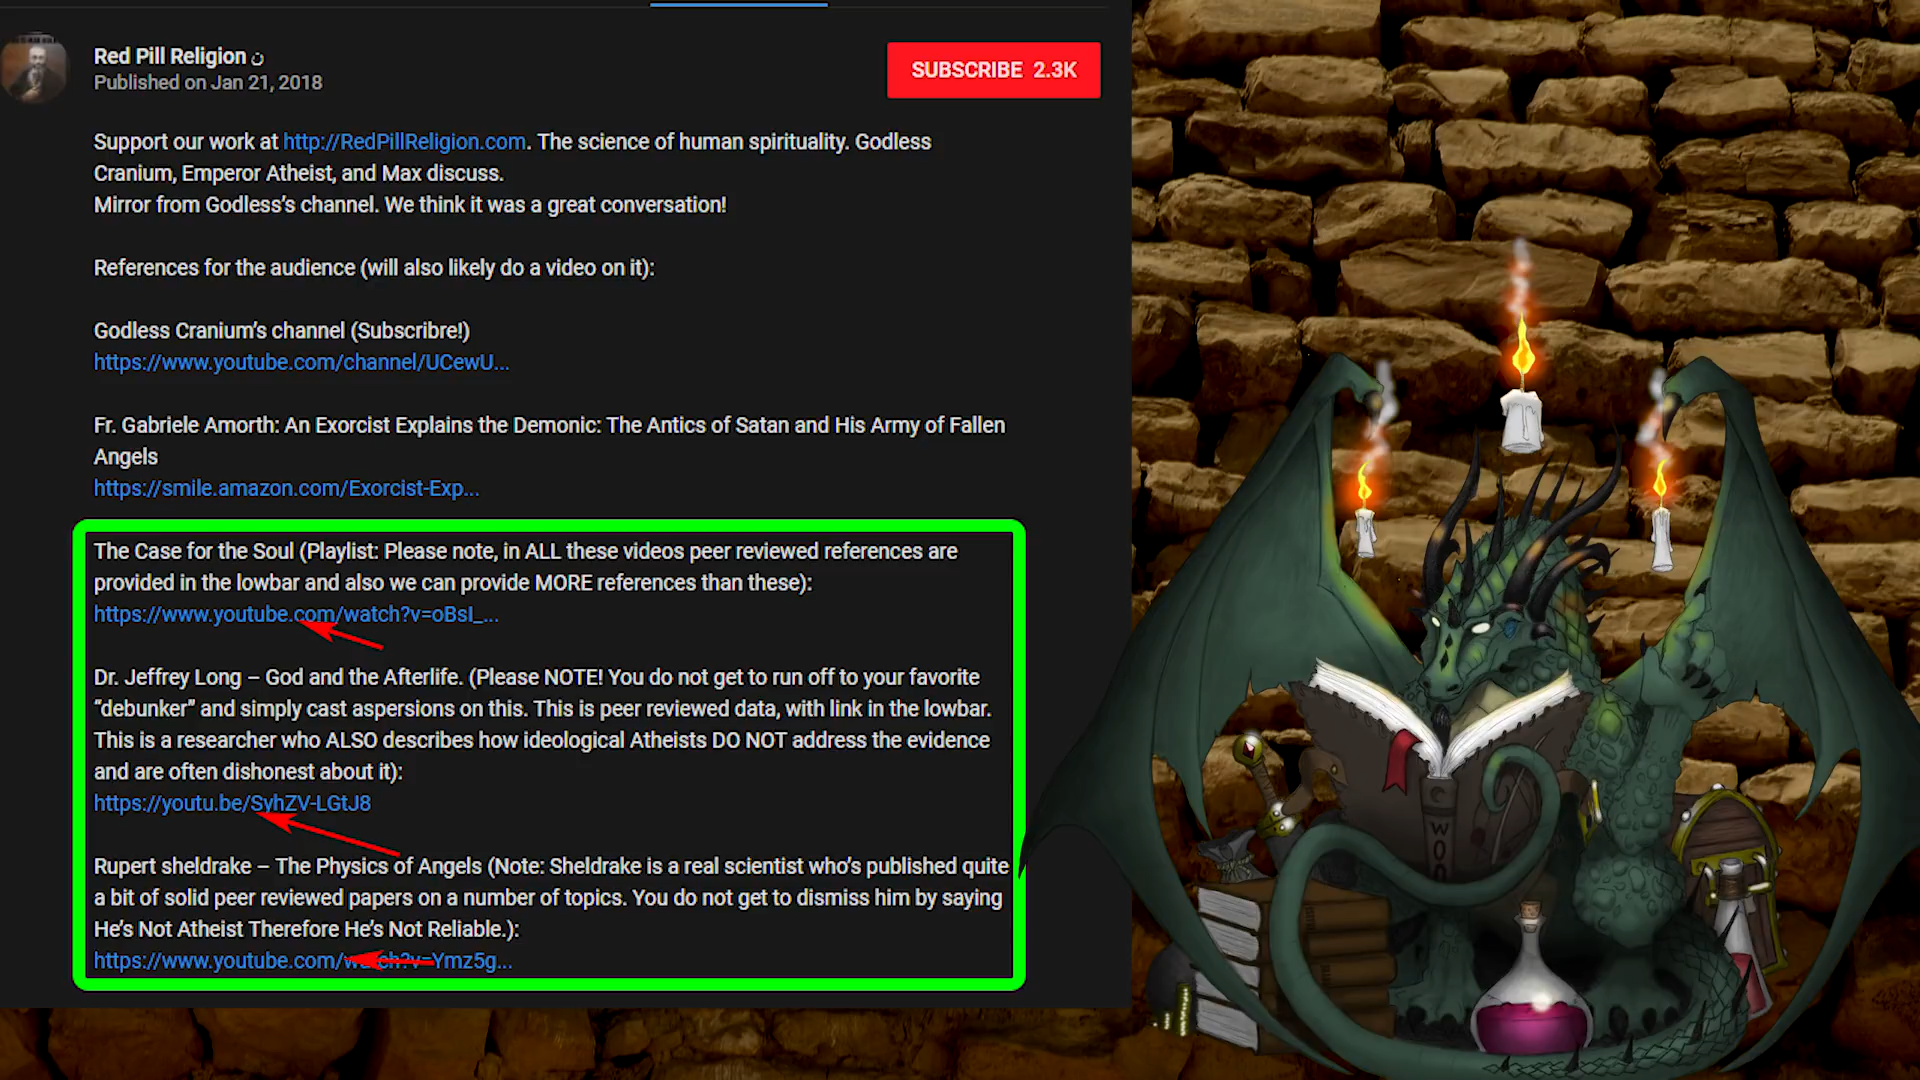 Red Pill Religion
Published on Jan 21, 2018
SUBSCRIBE 2.3K
Support our work at http://RedPillReligion.com. The science of human spirituality. Godless
Cranium, Emperor Atheist, and Max discuss.
Mirror from Godless's channel. We think it was a great conversation!
References for the audience (will also likely do a video on it):
Godless Cranium's channel (Subscribre!)
https://www.youtube.com/channel/UCewU...
Fr. Gabriele Amorth: An Exorcist Explains the Demonic: The Antics of Satan and His Army of Fallen
Angels
https://smile.amazon.com/Exorcist-Exp...
The Case for the Soul (Playlist: Please note, in ALL these videos peer reviewed references are
provided in the lowbar and also we can provide MORE references than these):
https://www.youtube.com/watch?v=oBsI_...
Dr. Jeffrey Long – God and the Afterlife. (Please NOTE! You do not get to run off to your favorite
“debunker” and simply cast aspersions on this. This is peer reviewed data, with link in the lowbar.
This is a researcher who ALSO describes how ideological Atheists DO NOT address the evidence
and are often dishonest about it):
https://youtu.be/SyhZV-LGtJ8
Rupert sheldrake – The Physics of Angels (Note: Sheldrake is a real scientist who's published quite
a bit of solid peer reviewed papers on a number of topics. You do not get to dismiss him by saying
He's Not Atheist Therefore He's Not Reliable.):
https://www.youtube.com/watch?v=Ymz5g...